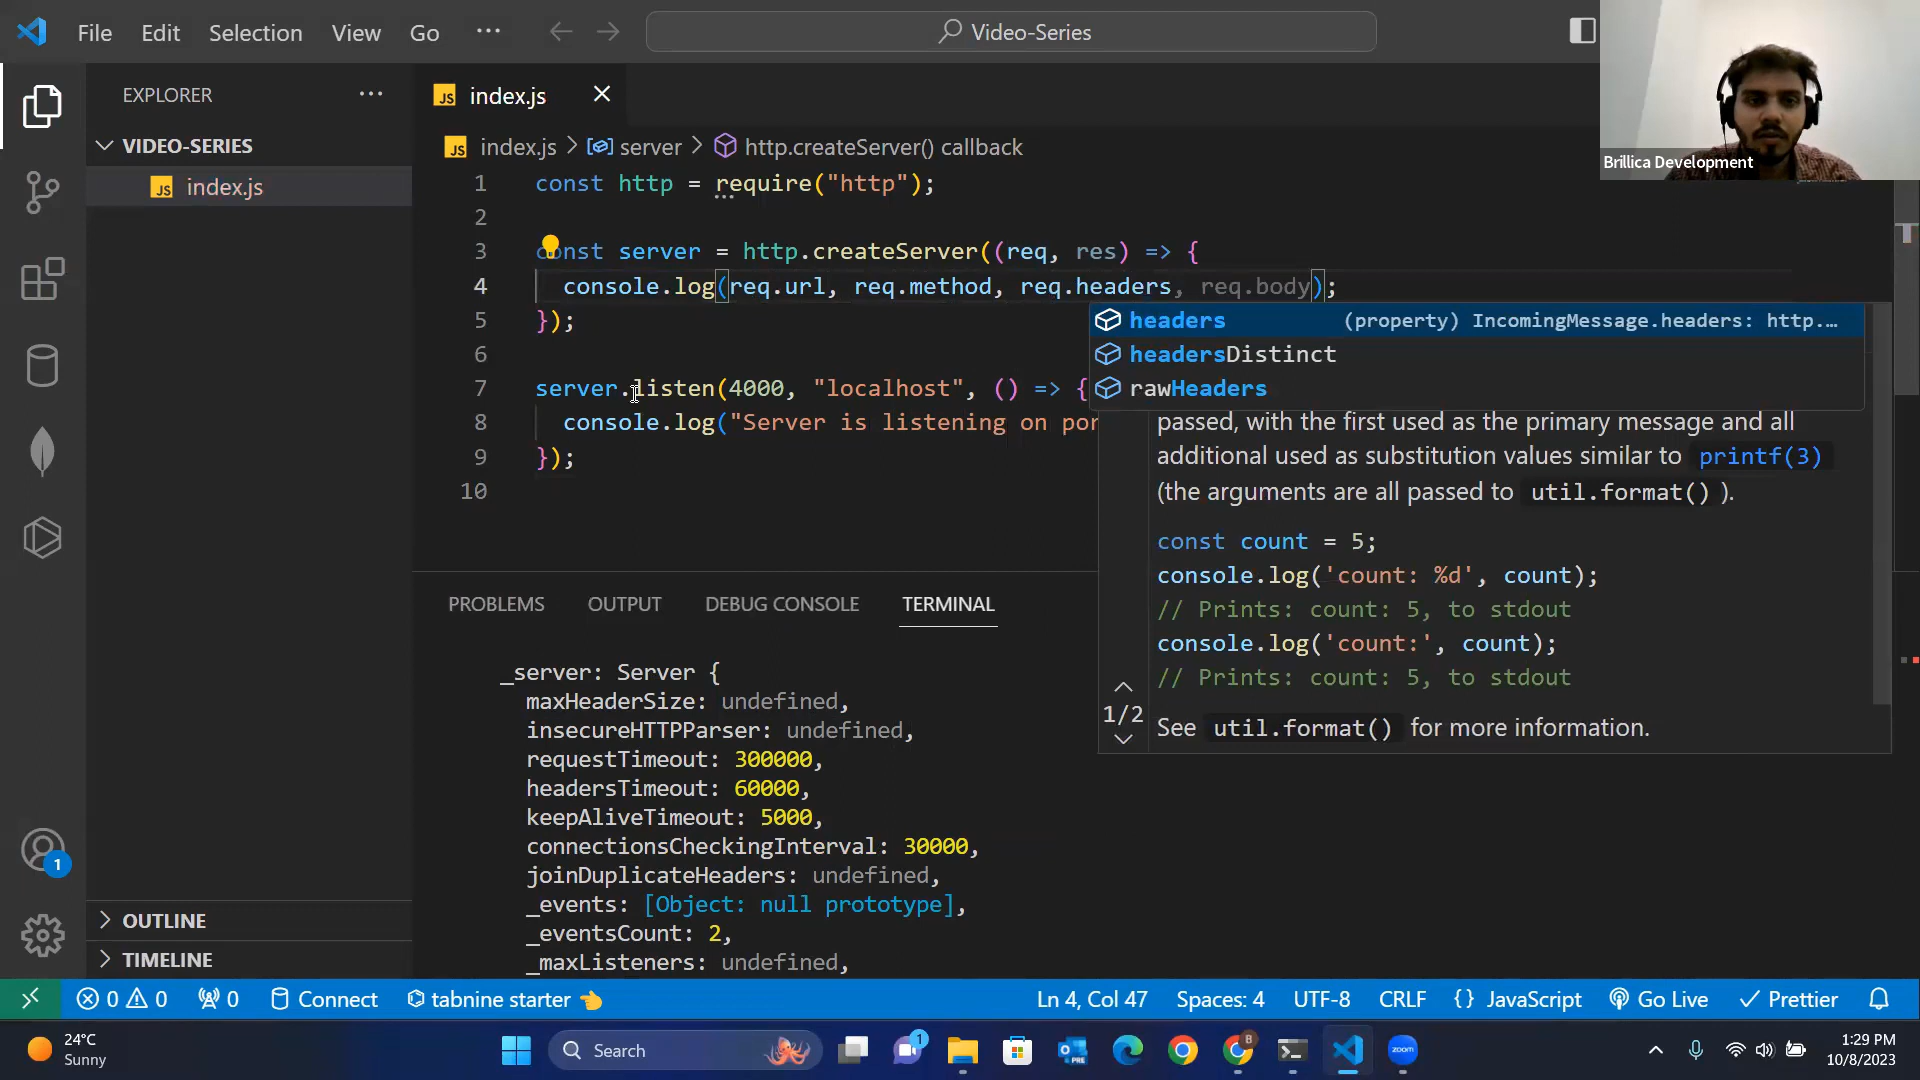 File Edit Selection View Go ··· Video-Series
Brillica Development
EXPLORER ···
VIDEO-SERIES
JS index.js
OUTLINE
TIMELINE
JS index.js
JS index.js > server > http.createServer() callback
1 const http = require("http");
2
3 const server = http.createServer((req, res) => {
4 console.log(req.url, req.method, req.headers, req.body);
5 });
6
7 server.listen(4000, "localhost", () => {
8 console.log("Server is listening on por
9 });
10
headers (property) IncomingMessage.headers: http.…
headersDistinct
rawHeaders
passed, with the first used as the primary message and all
additional used as substitution values similar to printf(3)
(the arguments are all passed to util.format() ).
const count = 5;
console.log('count: %d', count);
// Prints: count: 5, to stdout
console.log('count:', count);
// Prints: count: 5, to stdout
1/2
See util.format() for more information.
PROBLEMS OUTPUT DEBUG CONSOLE TERMINAL
_server: Server {
maxHeaderSize: undefined,
insecureHTTPParser: undefined,
requestTimeout: 300000,
headersTimeout: 60000,
keepAliveTimeout: 5000,
connectionsCheckingInterval: 30000,
joinDuplicateHeaders: undefined,
_events: [Object: null prototype],
_eventsCount: 2,
_maxListeners: undefined,
1
0 0 0 Connect tabnine starter Ln 4, Col 47 Spaces: 4 UTF-8 CRLF {} JavaScript Go Live Prettier
24°C
Sunny
Search
1
PRE
B
zoom
1:29 PM
10/8/2023